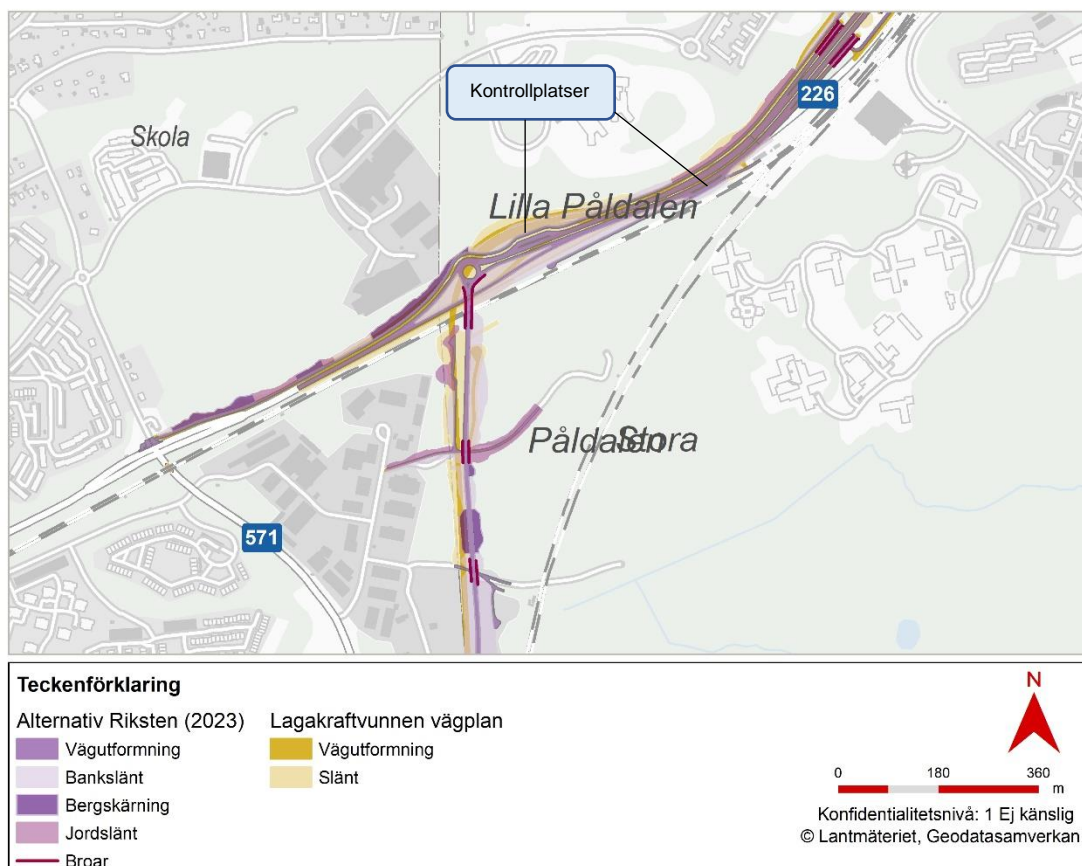 Kontrollplatser
226
Skola
Lilla Påldalen
Påldalen
Stora
571
Teckenförklaring
Alternativ Riksten (2023)
Vägutformning
Bankslänt
Bergskärning
Jordslänt
Broar
Lagakraftvunnen vägplan
Vägutformning
Slänt
N
0 180 360
m
Konfidentialitetsnivå: 1 Ej känslig
© Lantmäteriet, Geodatasamverkan